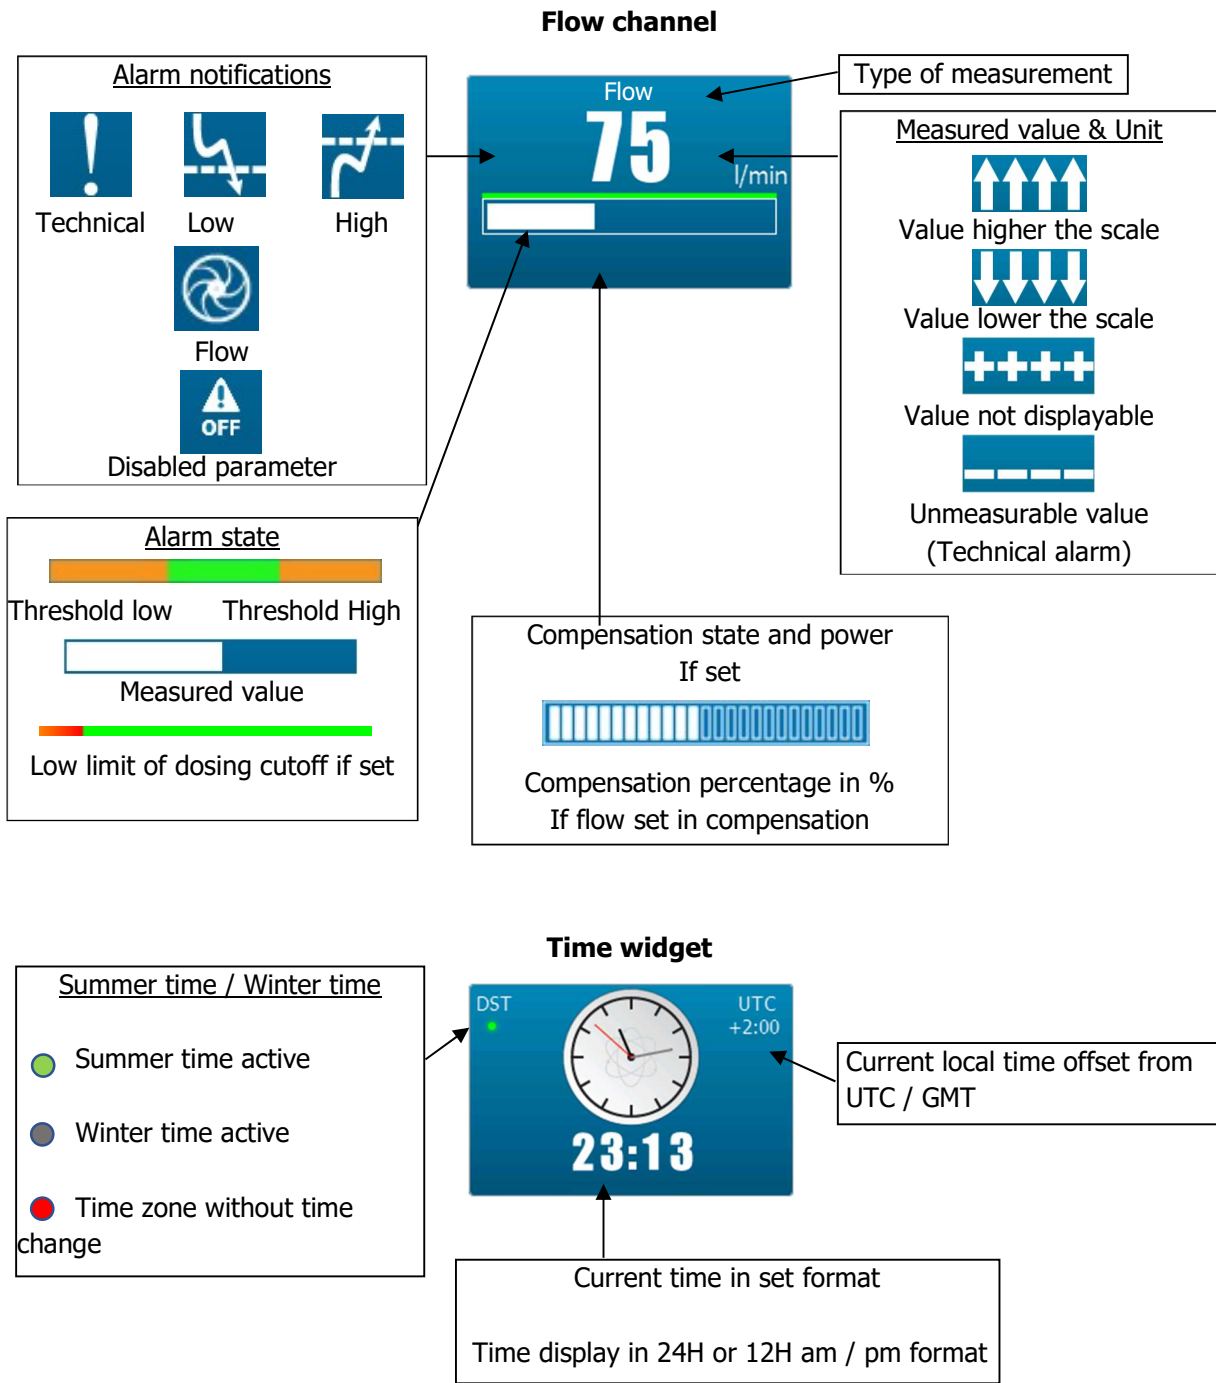 Flow channel
Alarm notifications
Technical
Low
High
Flow
OFF
Disabled parameter
Flow
75
l/min
Type of measurement
Measured value & Unit
Value higher the scale
Value lower the scale
Value not displayable
Unmeasurable value
(Technical alarm)
Alarm state
Threshold low
Threshold High
Measured value
Low limit of dosing cutoff if set
Compensation state and power
If set
Compensation percentage in %
If flow set in compensation
Time widget
Summer time / Winter time
Summer time active
Winter time active
Time zone without time
change
DST
UTC
+2:00
23:13
Current local time offset from
UTC / GMT
Current time in set format
Time display in 24H or 12H am / pm format